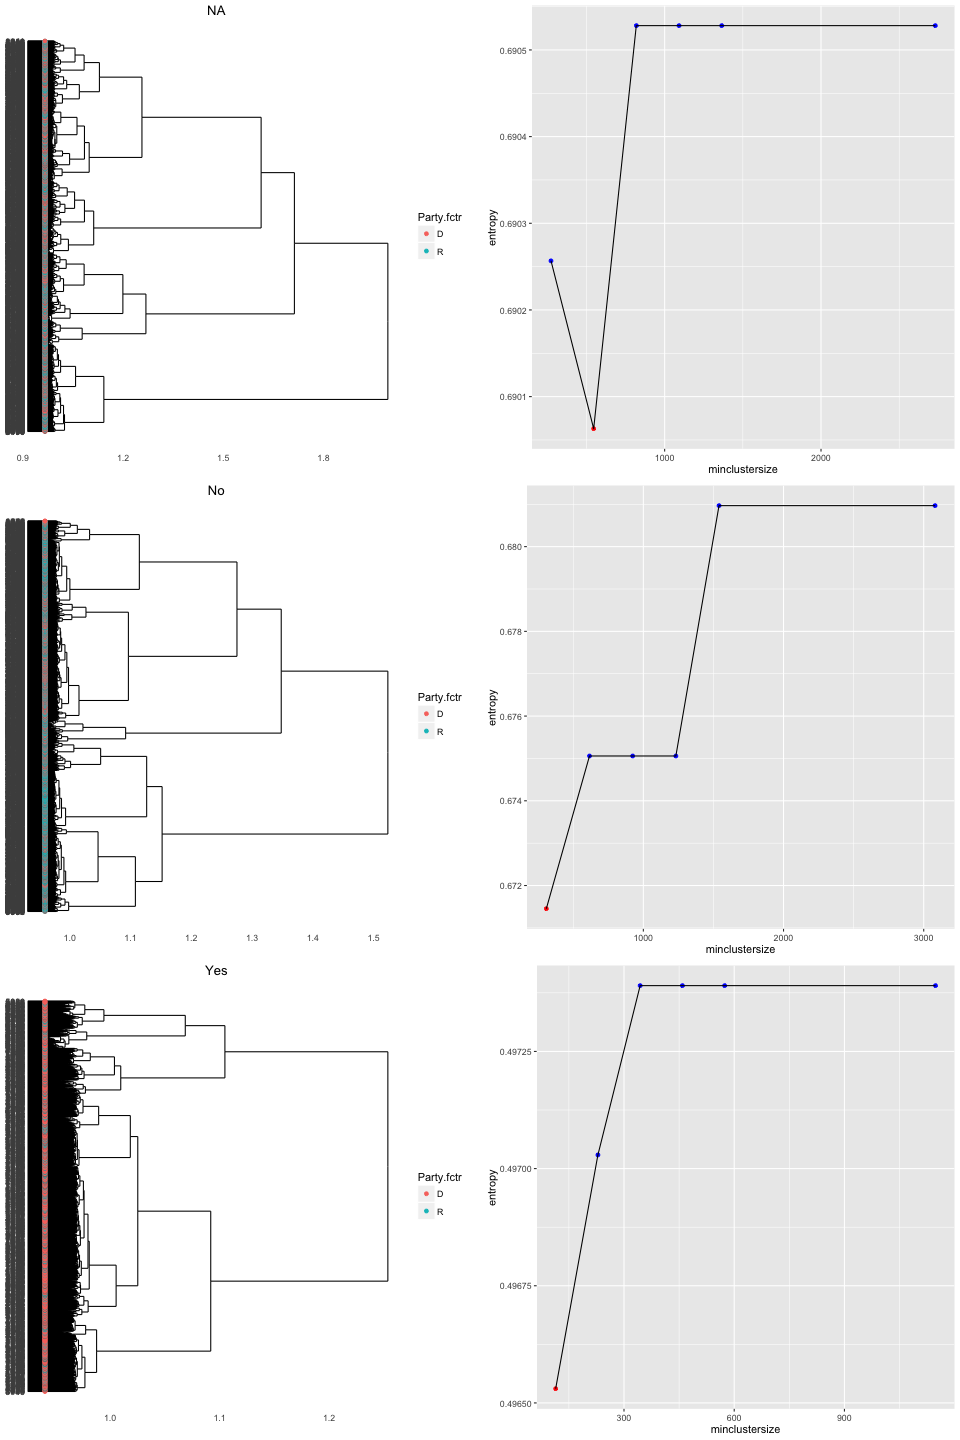 NA
Party.fctr
D
R
0.9 1.2 1.5 1.8
0.6905
0.6904
0.6903
0.6902
0.6901
entropy
1000 2000
minclustersize
No
Party.fctr
D
R
1.0 1.1 1.2 1.3 1.4 1.5
0.680
0.678
0.676
0.674
0.672
entropy
1000 2000 3000
minclustersize
Yes
Party.fctr
D
R
1.0 1.1 1.2
0.49725
0.49700
0.49675
0.49650
entropy
300 600 900
minclustersize